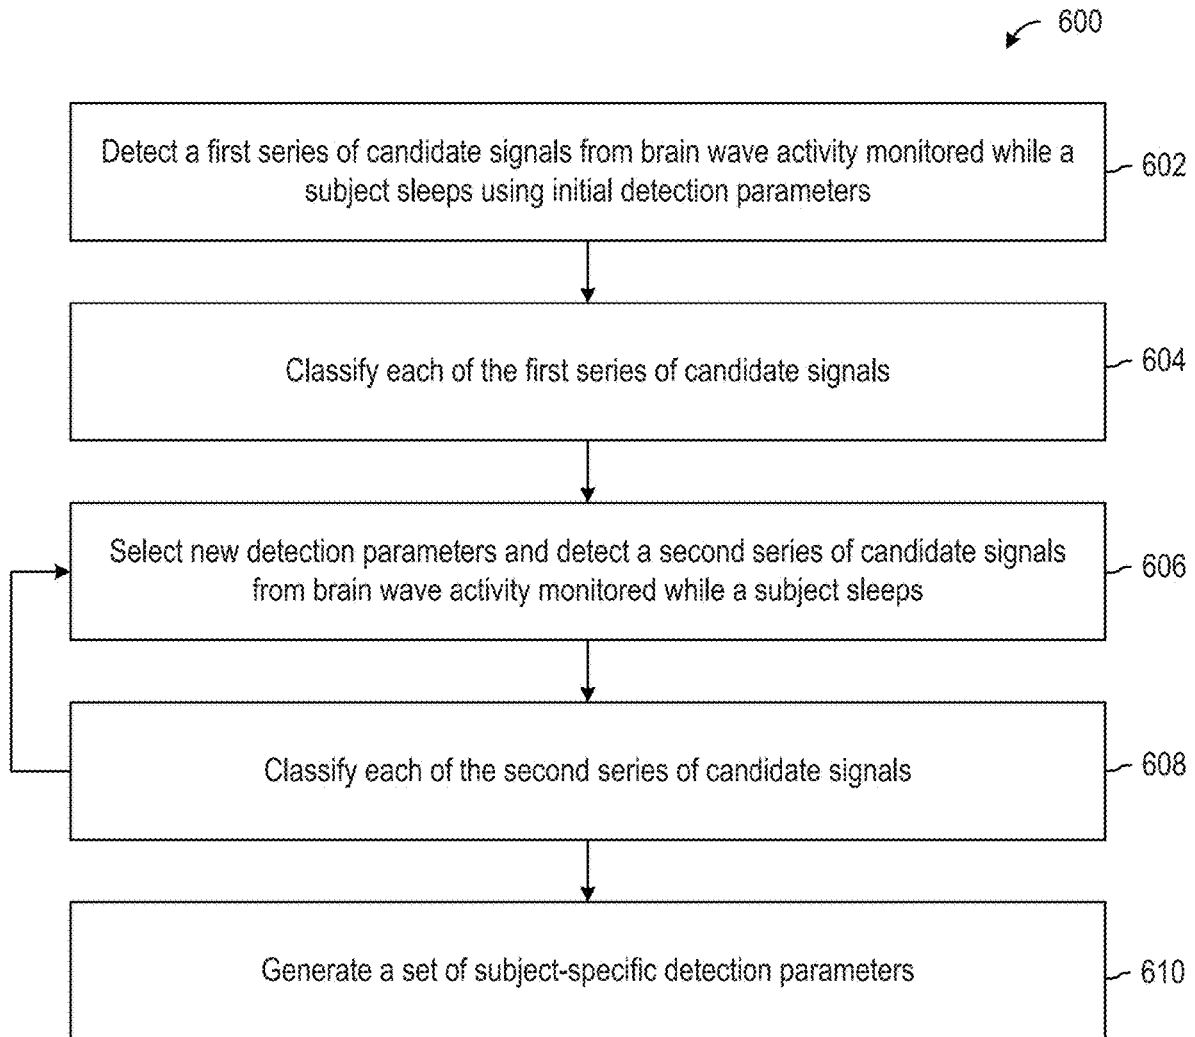 600
Detect a first series of candidate signals from brain wave activity monitored while a
subject sleeps using initial detection parameters
602
Classify each of the first series of candidate signals
604
Select new detection parameters and detect a second series of candidate signals
from brain wave activity monitored while a subject sleeps
606
Classify each of the second series of candidate signals
608
Generate a set of subject-specific detection parameters
610